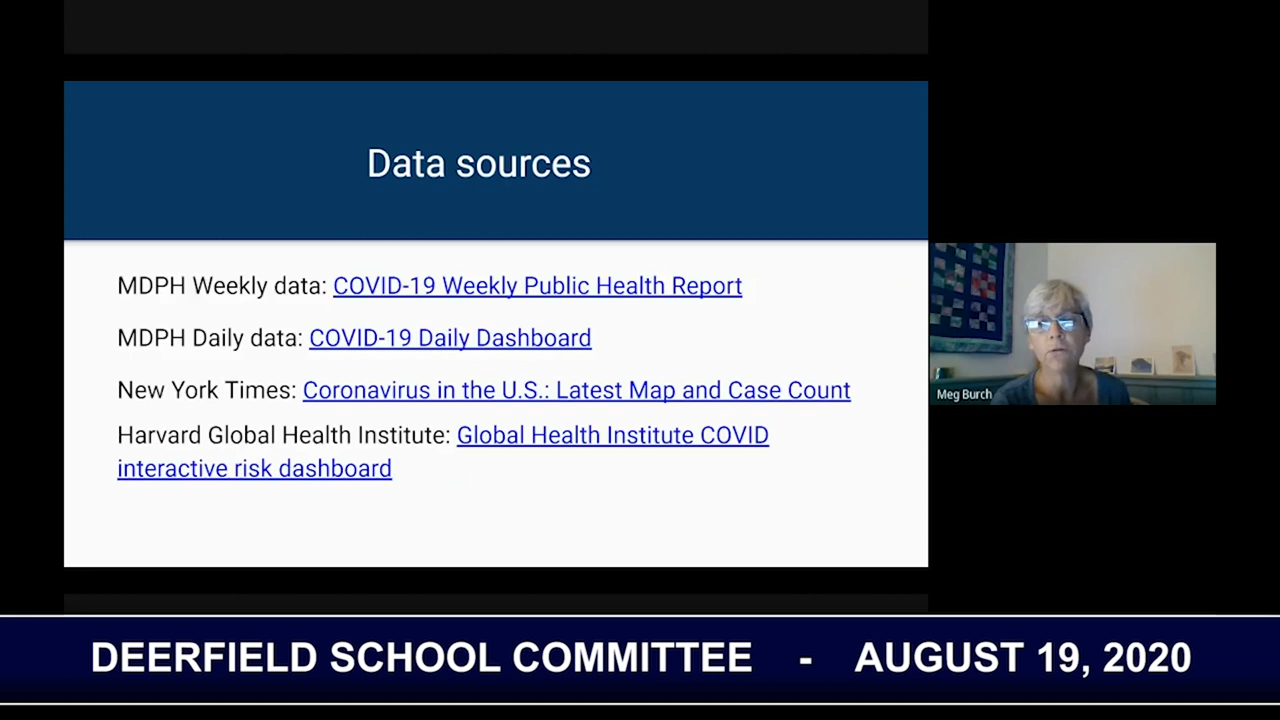 Data sources
MDPH Weekly data: COVID-19 Weekly Public Health Report
MDPH Daily data: COVID-19 Daily Dashboard
New York Times: Coronavirus in the U.S.: Latest Map and Case Count
Harvard Global Health Institute: Global Health Institute COVID
interactive risk dashboard
Meg Burch
DEERFIELD SCHOOL COMMITTEE - AUGUST 19, 2020